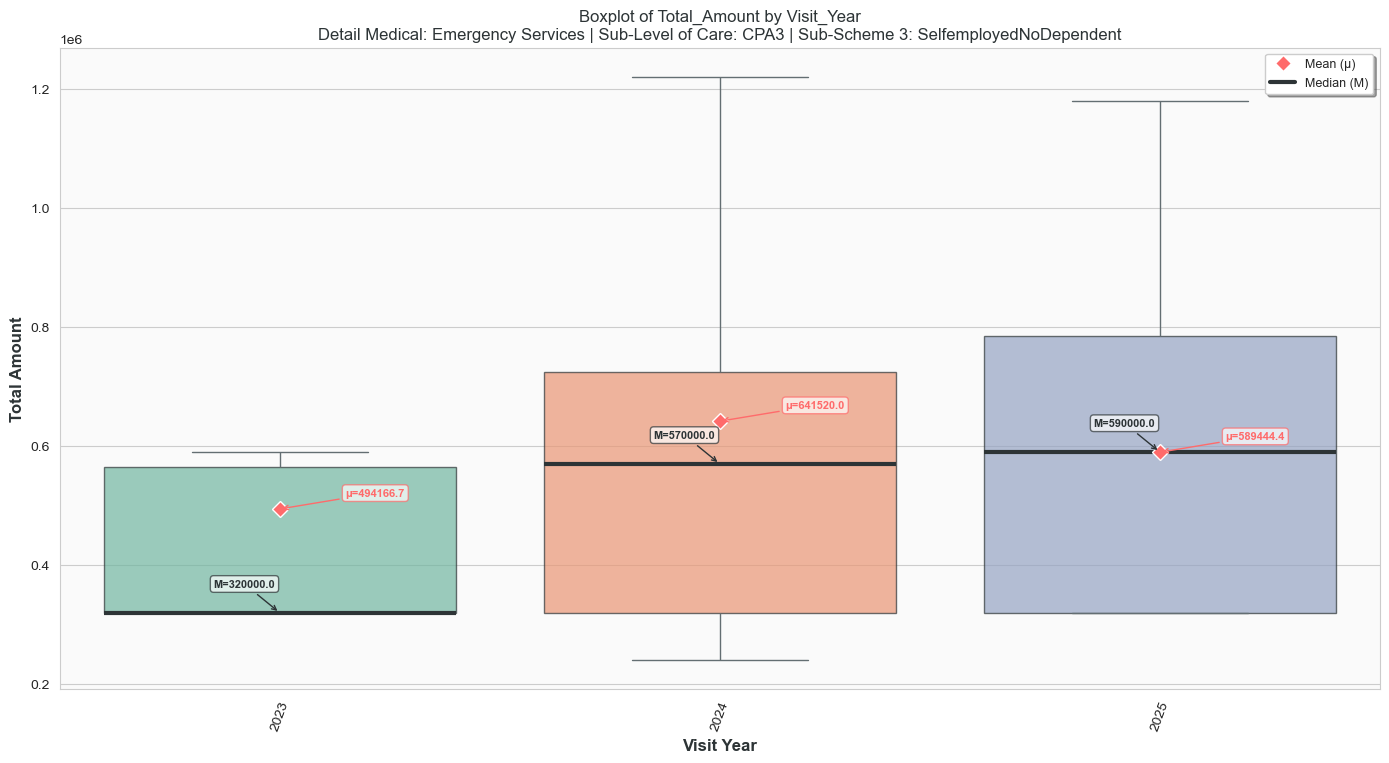 Boxplot of Total_Amount by Visit_Year
Detail Medical: Emergency Services | Sub-Level of Care: CPA3 | Sub-Scheme 3: SelfemployedNoDependent
1e6
Mean (μ)
Median (M)
1.2
1.0
0.8
0.6
0.4
0.2
Total Amount
μ=494166.7
M=320000.0
μ=641520.0
M=570000.0
M=590000.0
μ=589444.4
2023
2024
2025
Visit Year